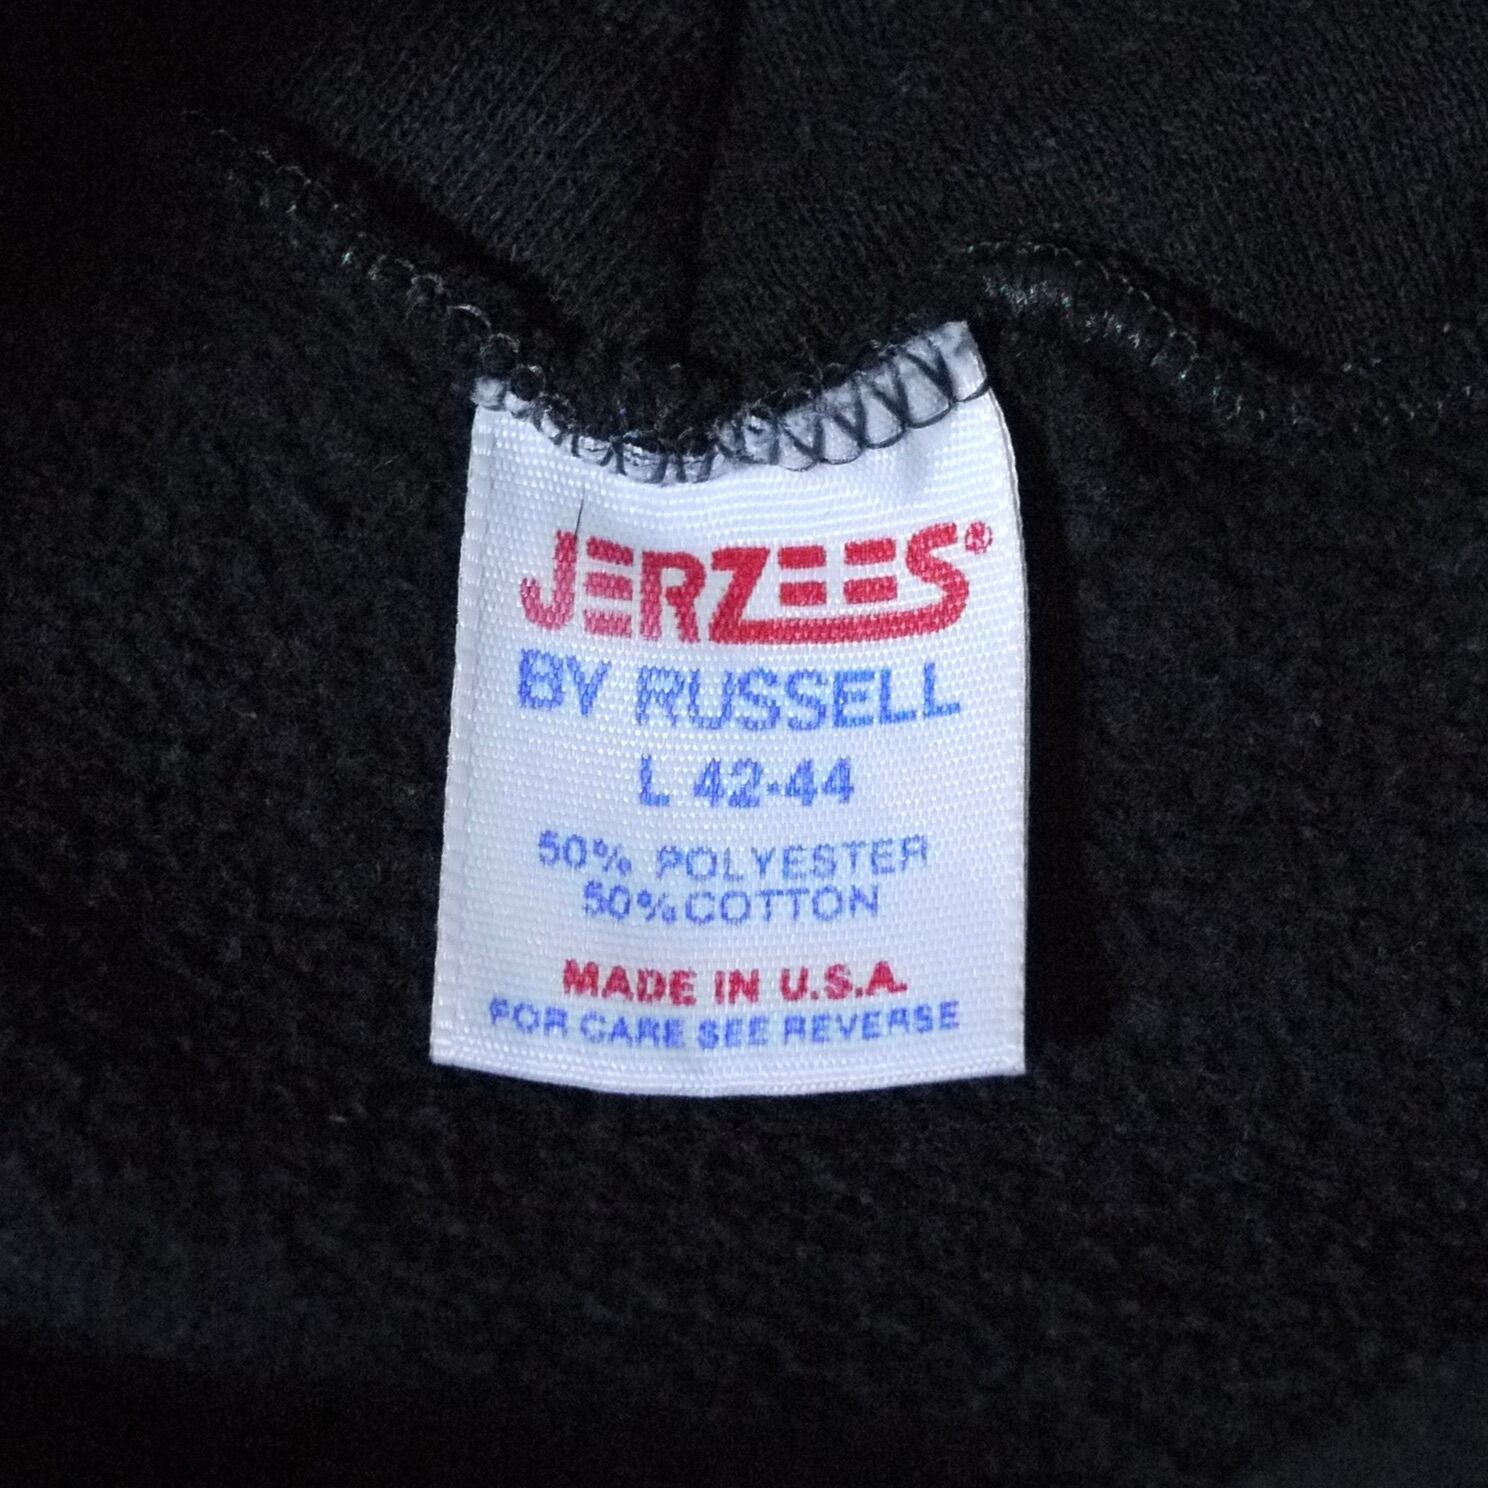 JERZEES®
BY RUSSELL
L 42-44
50% POLYESTER
50% COTTON
MADE IN U.S.A.
FOR CARE SEE REVERSE